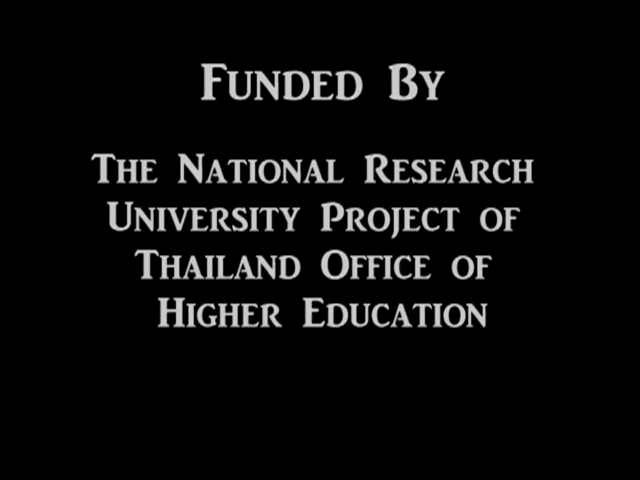 Funded By
The National Research
University Project of
Thailand Office of
Higher Education